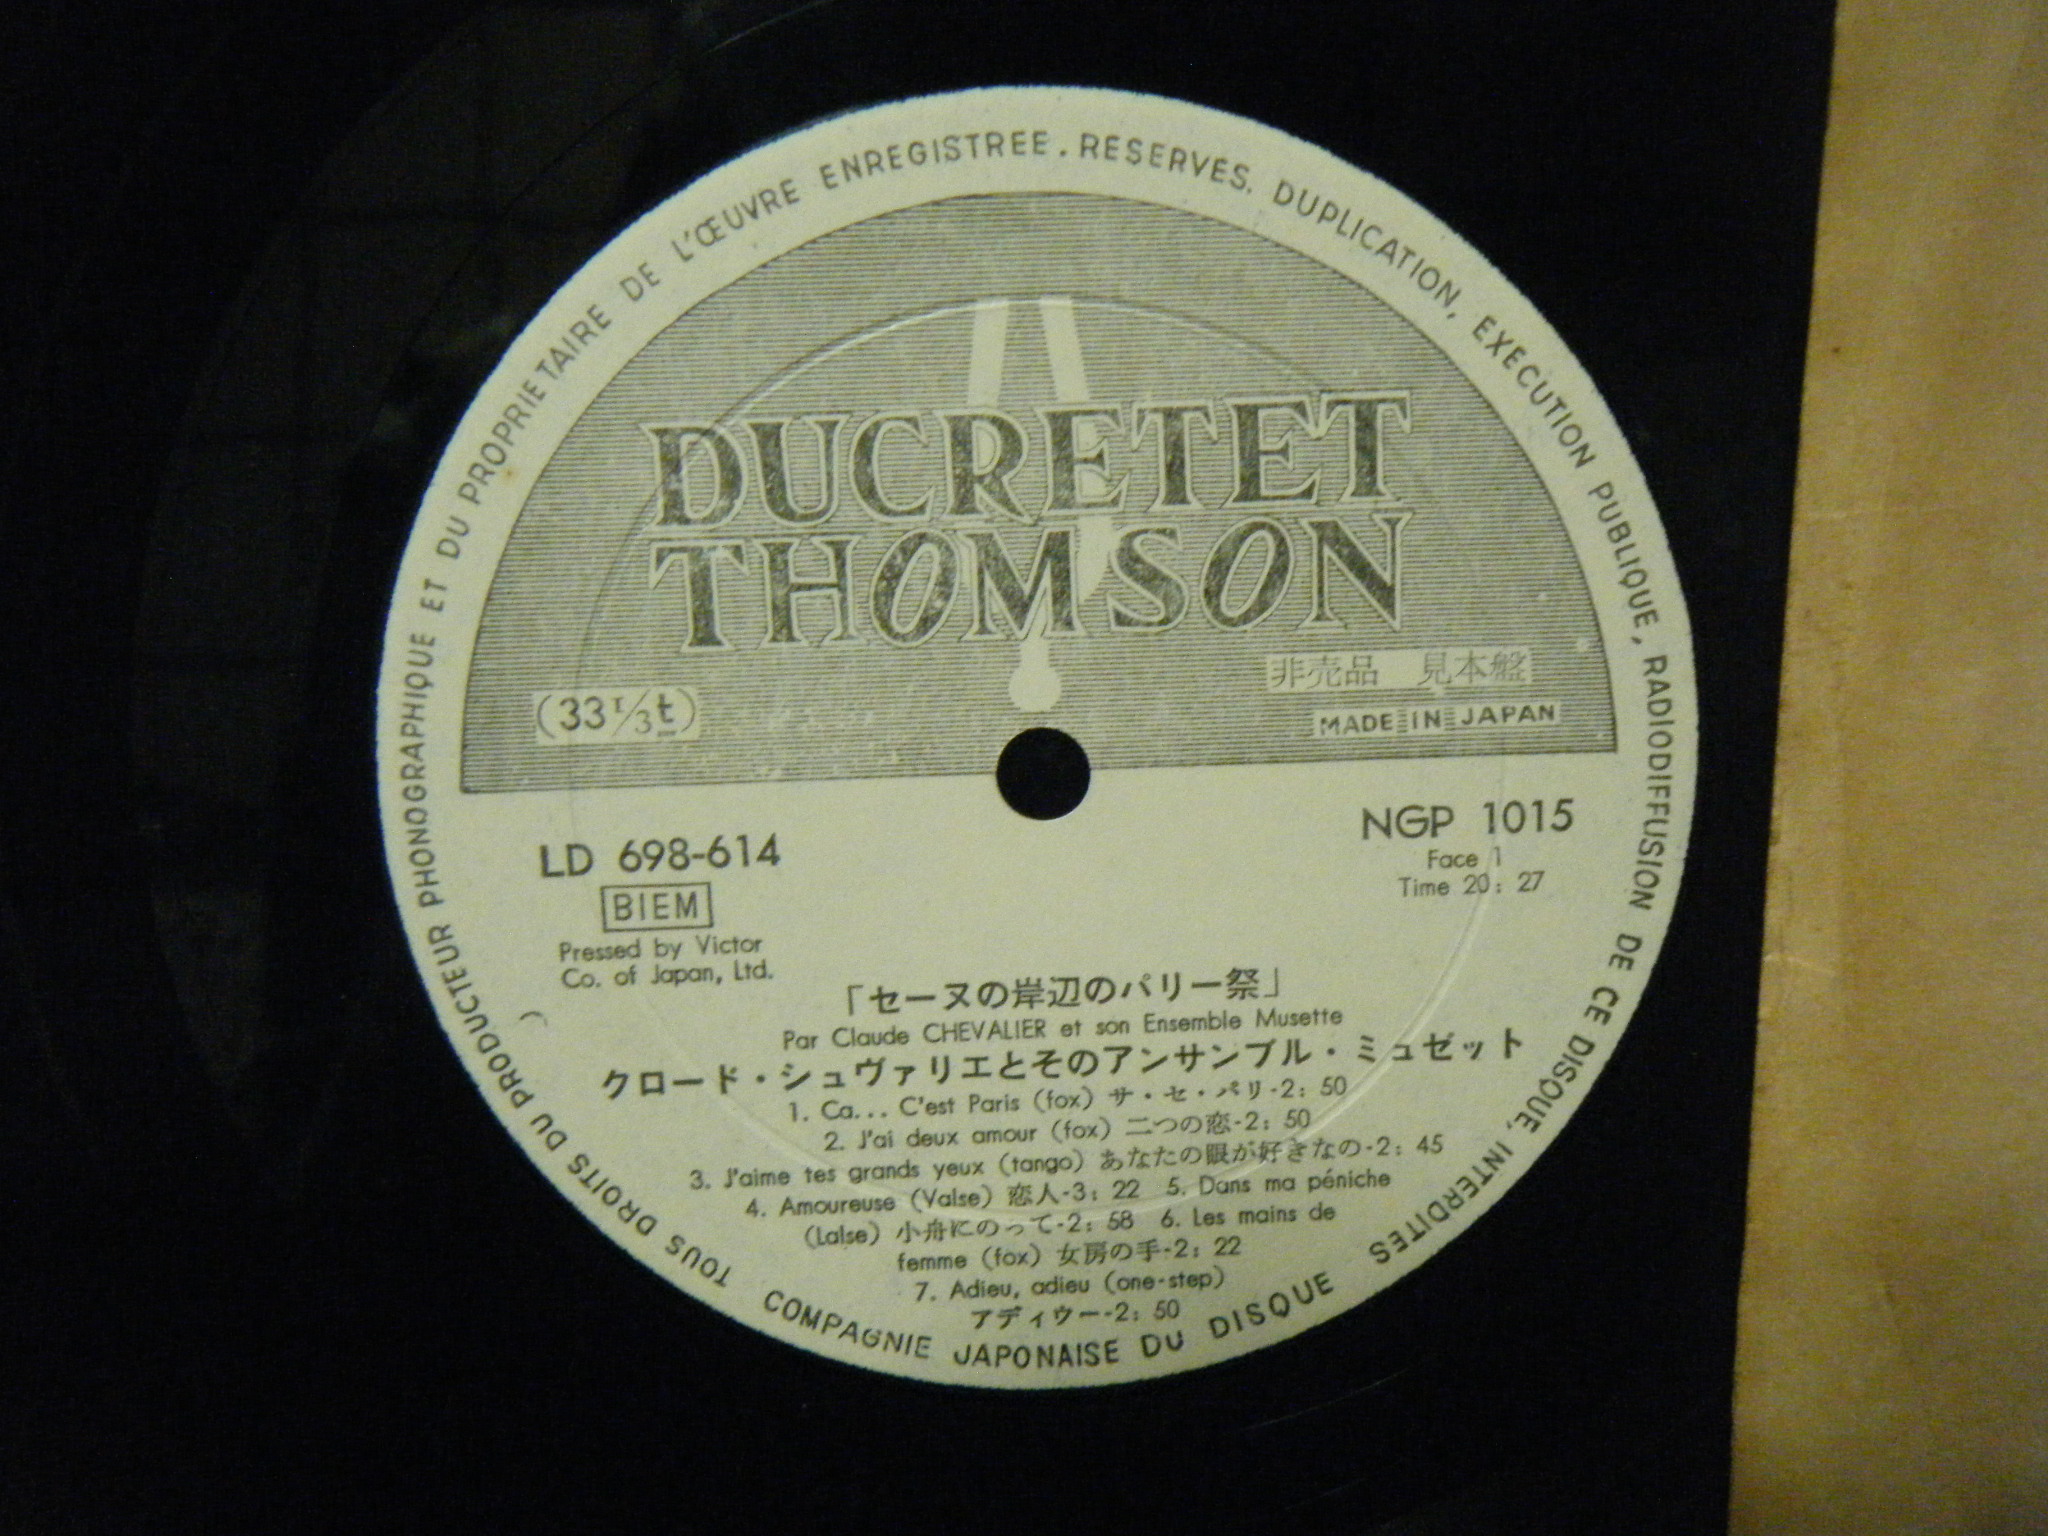 TOUS DROITS DU PRODUCTEUR PHONOGRAPHIQUE ET DU PROPRIETAIRE DE L'ŒUVRE ENREGISTREE. RESERVES. DUPLICATION, EXECUTION PUBLIQUE, RADIODIFFUSION DE CE DISQUE, INTERDITES
DUCRETET
THOMSON
(33 1/3 t)
非売品 見本盤
MADE IN JAPAN
LD 698-614
BIEM
Pressed by Victor
Co. of Japan, Ltd.
NGP 1015
Face 1
Time 20: 27
「セーヌの岸辺のパリー祭」
Par Claude CHEVALIER et son Ensemble Musette
クロード・シュヴァリエとそのアンサンブル・ミュゼット
1. Ca... C'est Paris (fox) サ・セ・パリ-2: 50
2. J'ai deux amour (fox) 二つの恋-2: 50
3. J'aime tes grands yeux (tango) あなたの眼が好きなの-2: 45
4. Amoureuse (Valse) 恋人-3: 22 5. Dans ma péniche
(Lalse) 小舟にのって-2: 58 6. Les mains de
femme (fox) 女房の手-2: 22
7. Adieu, adieu (one-step)
アディウー-2: 50
COMPAGNIE JAPONAISE DU DISQUE